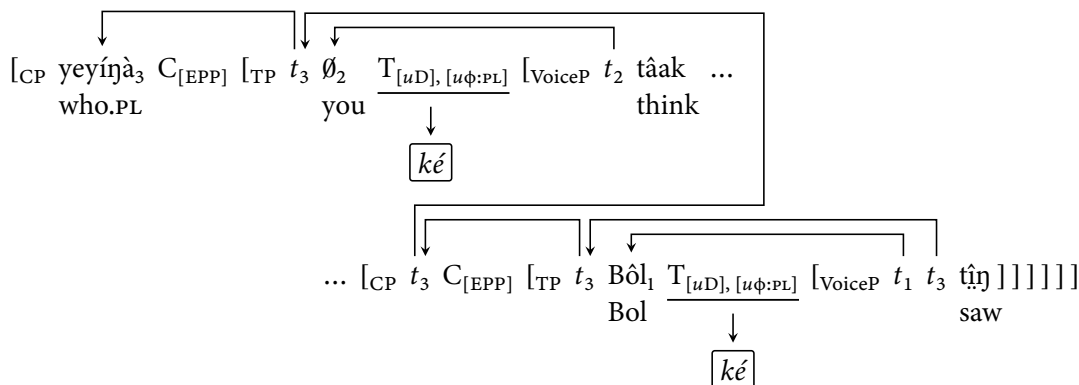 [CP yeyíŋà₃ C[EPP] [TP t₃ Ø₂ T[uD], [uϕ:PL] [VoiceP t₂ tâak ...
who.PL you think
ké
... [CP t₃ C[EPP] [TP t₃ Bôl₁ T[uD], [uϕ:PL] [VoiceP t₁ t₃ tî̤ŋ ] ] ] ] ] ]
Bol saw
ké